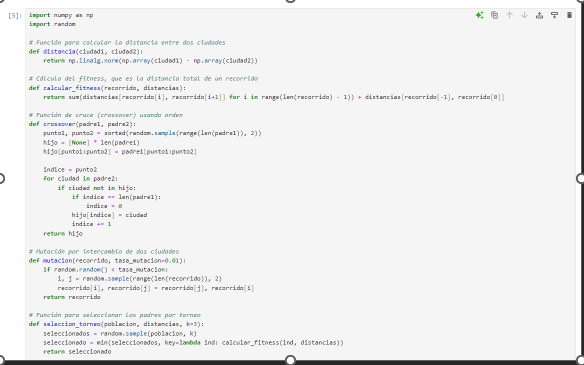 [5]:
import numpy as np
import random
# Función para calcular la distancia entre dos ciudades
def distancia(ciudad1, ciudad2):
    return np.linalg.norm(np.array(ciudad1) - np.array(ciudad2))
# Cálculo del fitness, que es la distancia total de un recorrido
def calcular_fitness(recorrido, distancias):
    return sum(distancias[recorrido[i], recorrido[i+1]] for i in range(len(recorrido) - 1)) + distancias[recorrido[-1], recorrido[0]]
# Función de cruce (crossover) usando orden
def crossover(padre1, padre2):
    punto1, punto2 = sorted(random.sample(range(len(padre1)), 2))
    hijo = [None] * len(padre1)
    hijo[punto1:punto2] = padre1[punto1:punto2]
    indice = punto2
    for ciudad in padre2:
        if ciudad not in hijo:
            if indice == len(padre1):
                indice = 0
            hijo[indice] = ciudad
            indice += 1
    return hijo
# Mutación por intercambio de dos ciudades
def mutacion(recorrido, tasa_mutacion=0.01):
    if random.random() < tasa_mutacion:
        i, j = random.sample(range(len(recorrido)), 2)
        recorrido[i], recorrido[j] = recorrido[j], recorrido[i]
    return recorrido
# Función para seleccionar los padres por torneo
def seleccion_torneo(poblacion, distancias, k=3):
    seleccionados = random.sample(poblacion, k)
    seleccionado = min(seleccionados, key=lambda ind: calcular_fitness(ind, distancias))
    return seleccionado